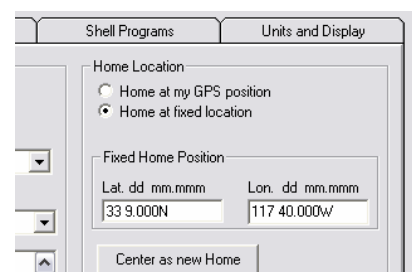 Shell Programs
Units and Display
Home Location
Home at my GPS position
Home at fixed location
Fixed Home Position
Lat. dd mm.mmm
Lon. dd mm.mmm
33 9.000N
117 40.000W
Center as new Home